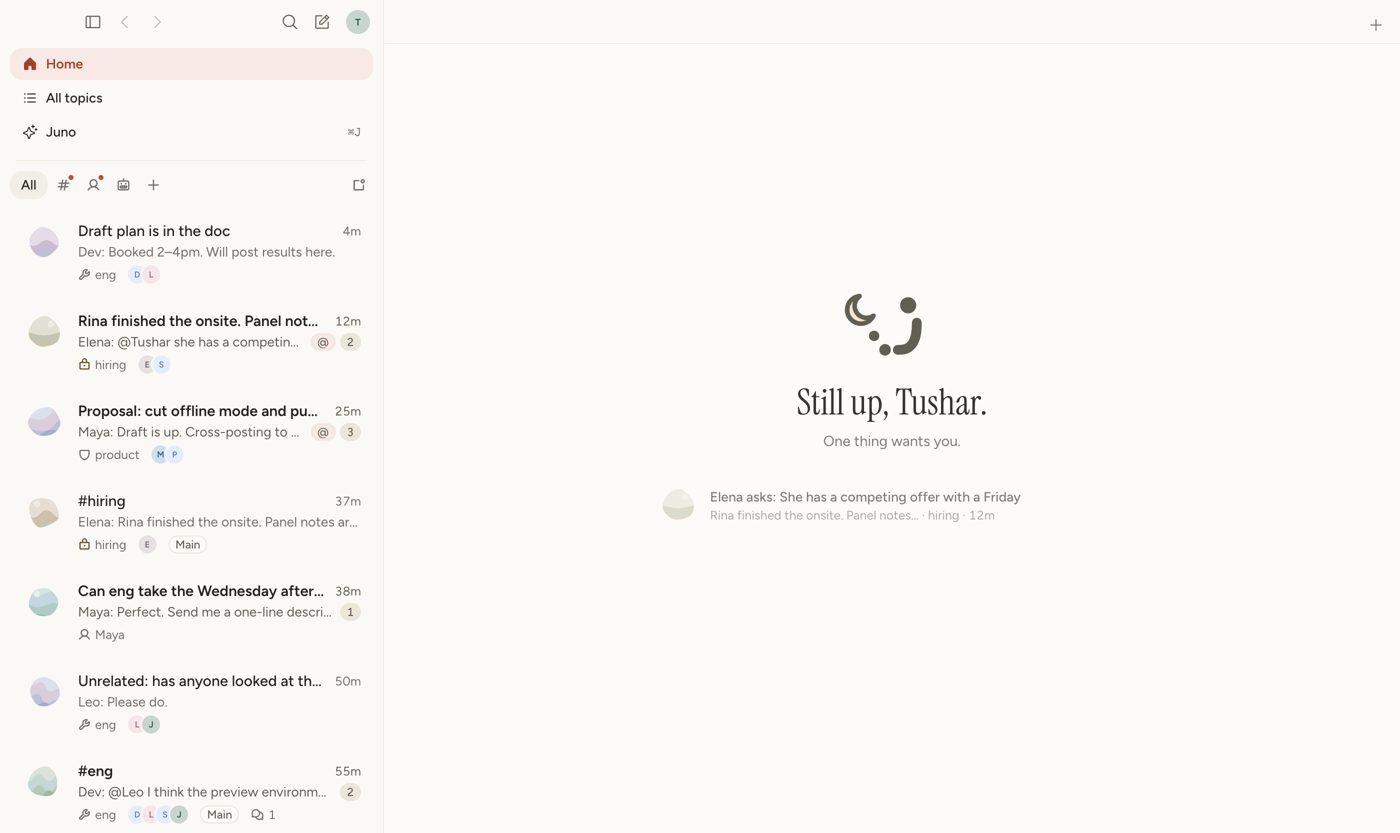 T
Home
All topics
Juno ⌘J
All
Draft plan is in the doc 4m
Dev: Booked 2–4pm. Will post results here.
eng D L
Rina finished the onsite. Panel not... 12m
Elena: @Tushar she has a competin... @ 2
hiring E S
Proposal: cut offline mode and pu... 25m
Maya: Draft is up. Cross-posting to ... @ 3
product M P
#hiring 37m
Elena: Rina finished the onsite. Panel notes ar...
hiring E Main
Can eng take the Wednesday after... 38m
Maya: Perfect. Send me a one-line descri... 1
Maya
Unrelated: has anyone looked at th... 50m
Leo: Please do.
eng L J
#eng 55m
Dev: @Leo I think the preview environm... 2
eng D L S J Main 1
Still up, Tushar.
One thing wants you.
Elena asks: She has a competing offer with a Friday
Rina finished the onsite. Panel notes... · hiring · 12m